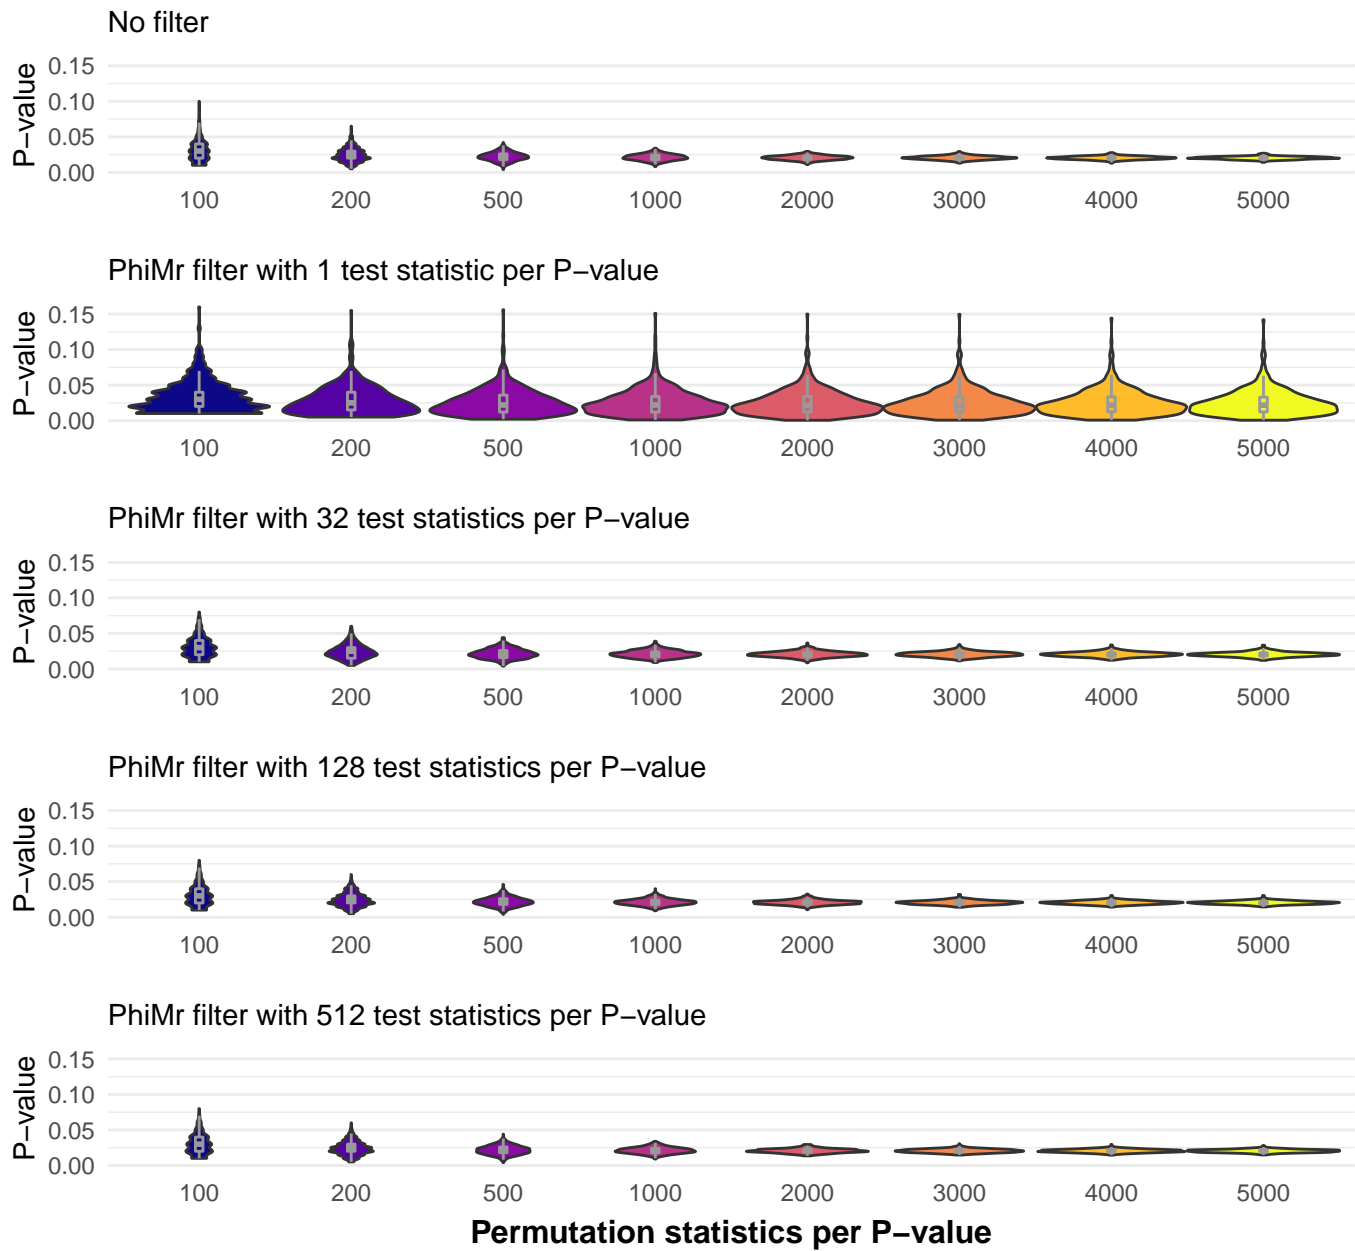 No filter
P−value
0.15
0.10
0.05
0.00
100 200 500 1000 2000 3000 4000 5000
PhiMr filter with 1 test statistic per P−value
P−value
0.15
0.10
0.05
0.00
100 200 500 1000 2000 3000 4000 5000
PhiMr filter with 32 test statistics per P−value
P−value
0.15
0.10
0.05
0.00
100 200 500 1000 2000 3000 4000 5000
PhiMr filter with 128 test statistics per P−value
P−value
0.15
0.10
0.05
0.00
100 200 500 1000 2000 3000 4000 5000
PhiMr filter with 512 test statistics per P−value
P−value
0.15
0.10
0.05
0.00
100 200 500 1000 2000 3000 4000 5000
Permutation statistics per P−value